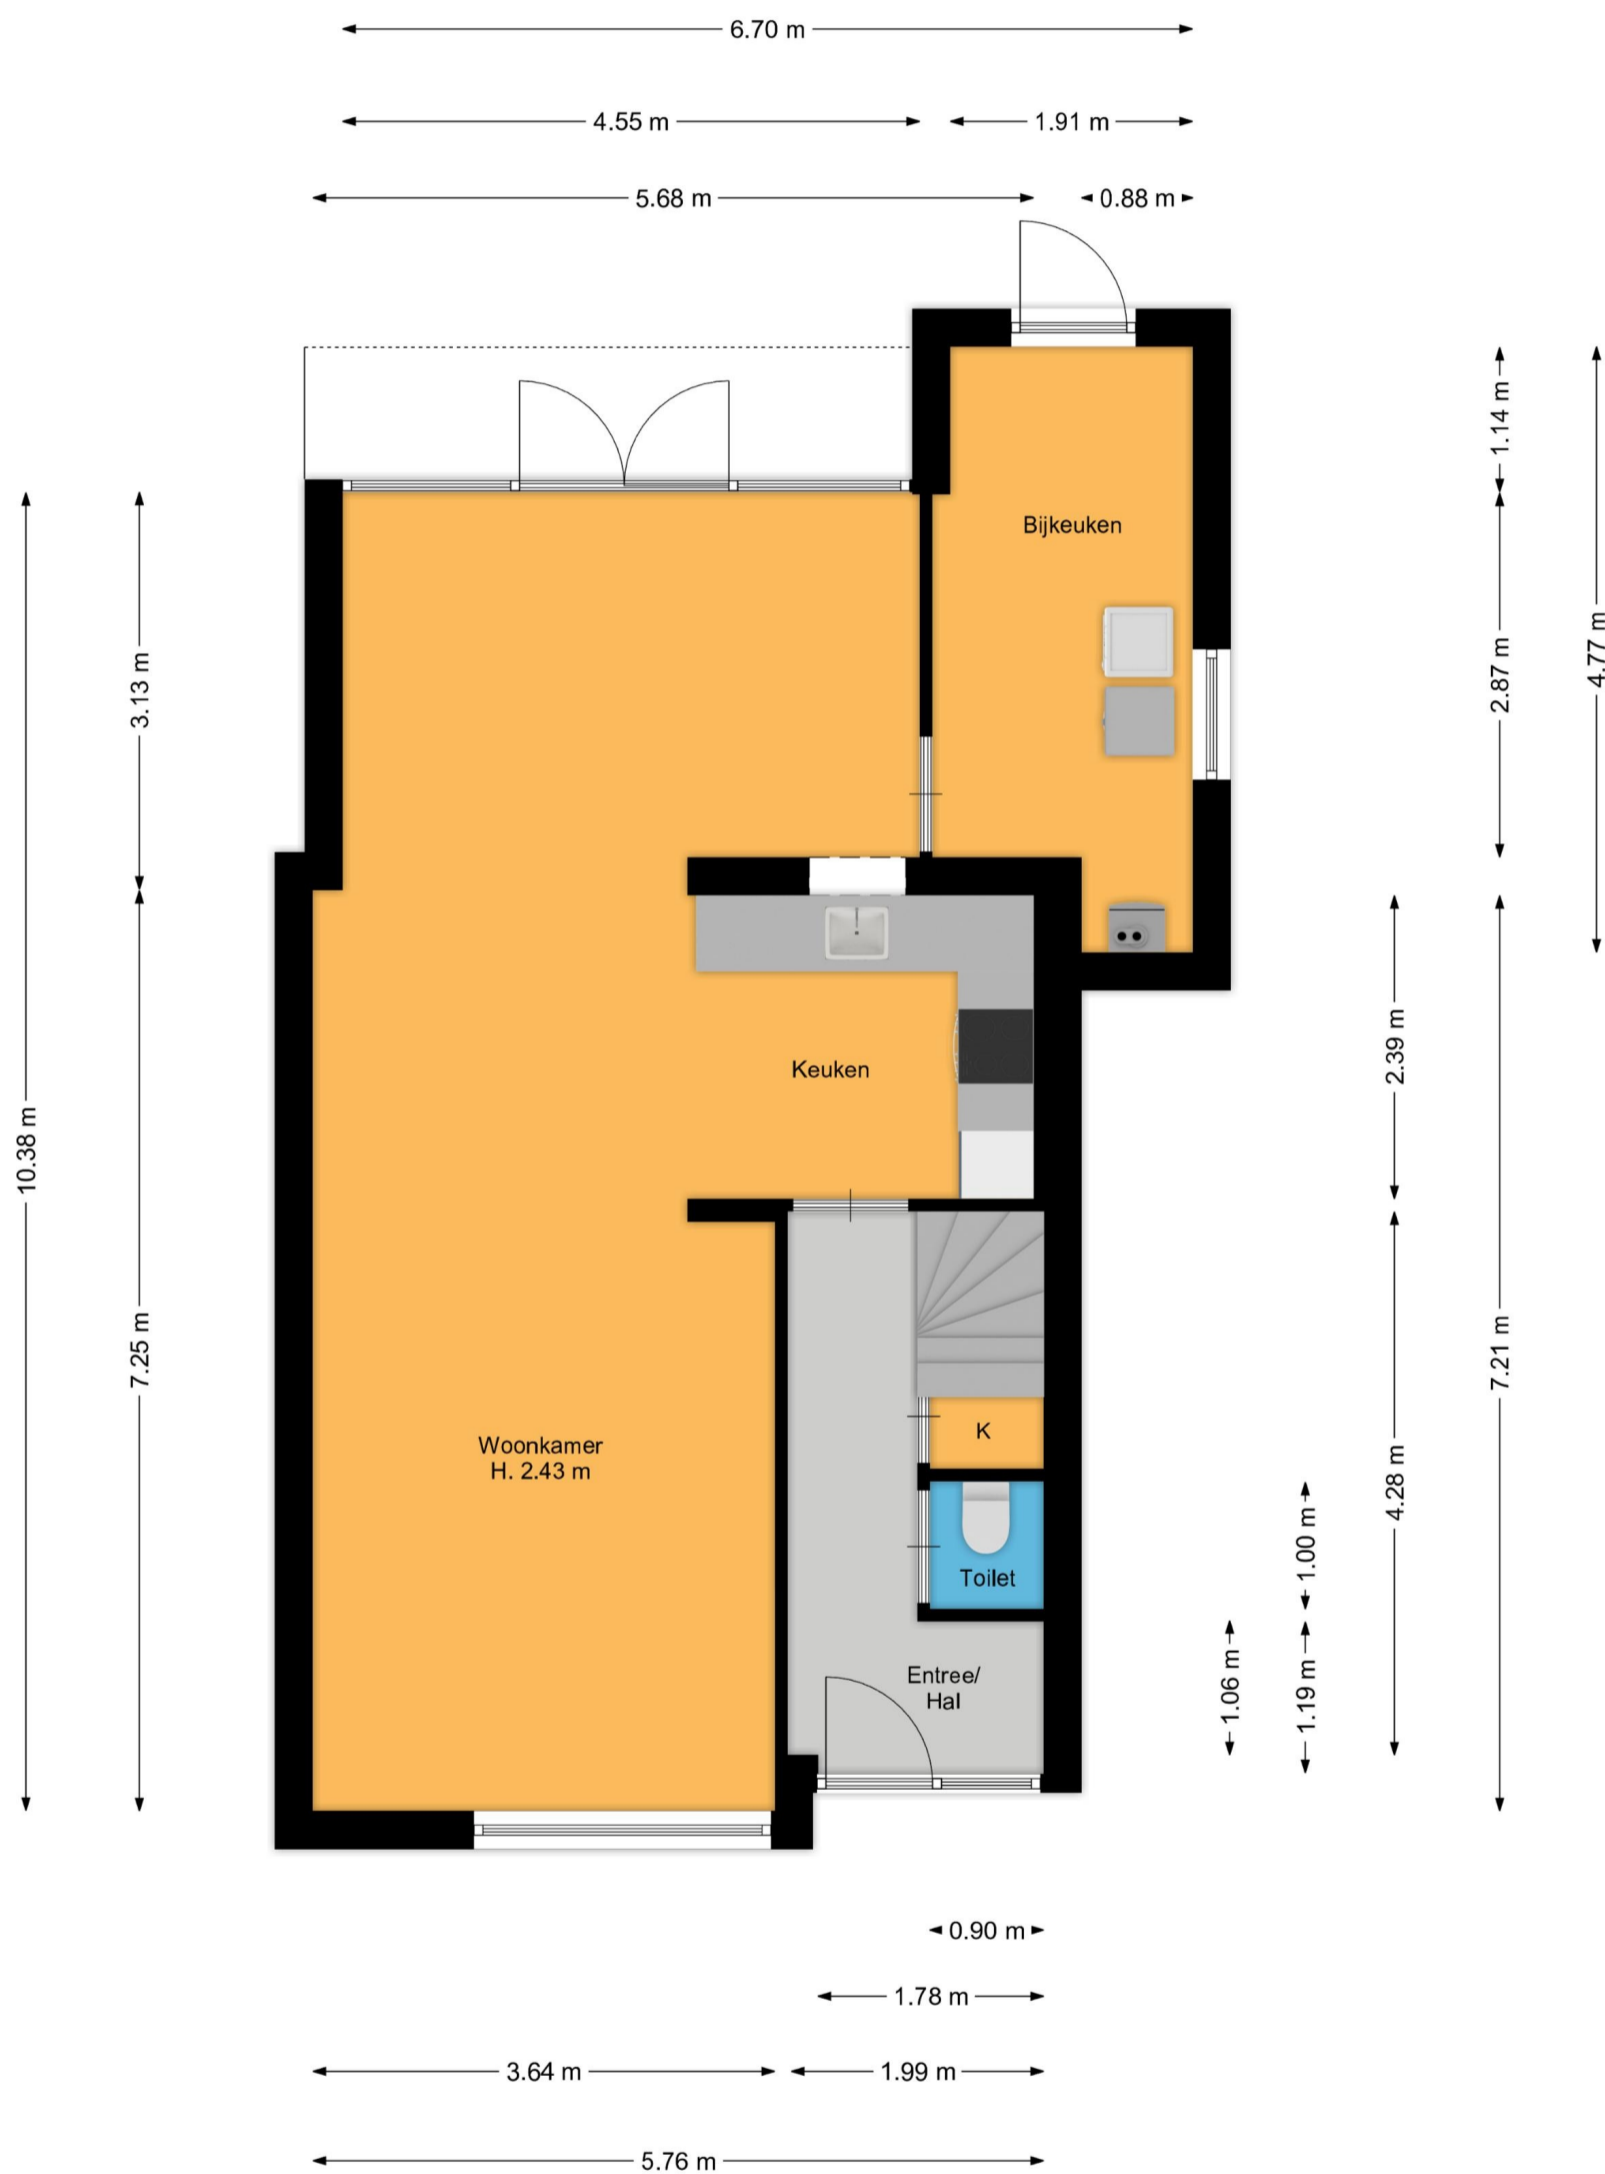 6.70 m
4.55 m
1.91 m
5.68 m
0.88 m
1.14 m
Bijkeuken
4.77 m
2.87 m
3.13 m
2.39 m
Keuken
10.38 m
7.25 m
7.21 m
K
Woonkamer
H. 2.43 m
4.28 m
1.00 m
Toilet
Entree/
Hal
1.06 m
1.19 m
0.90 m
1.78 m
3.64 m
1.99 m
5.76 m